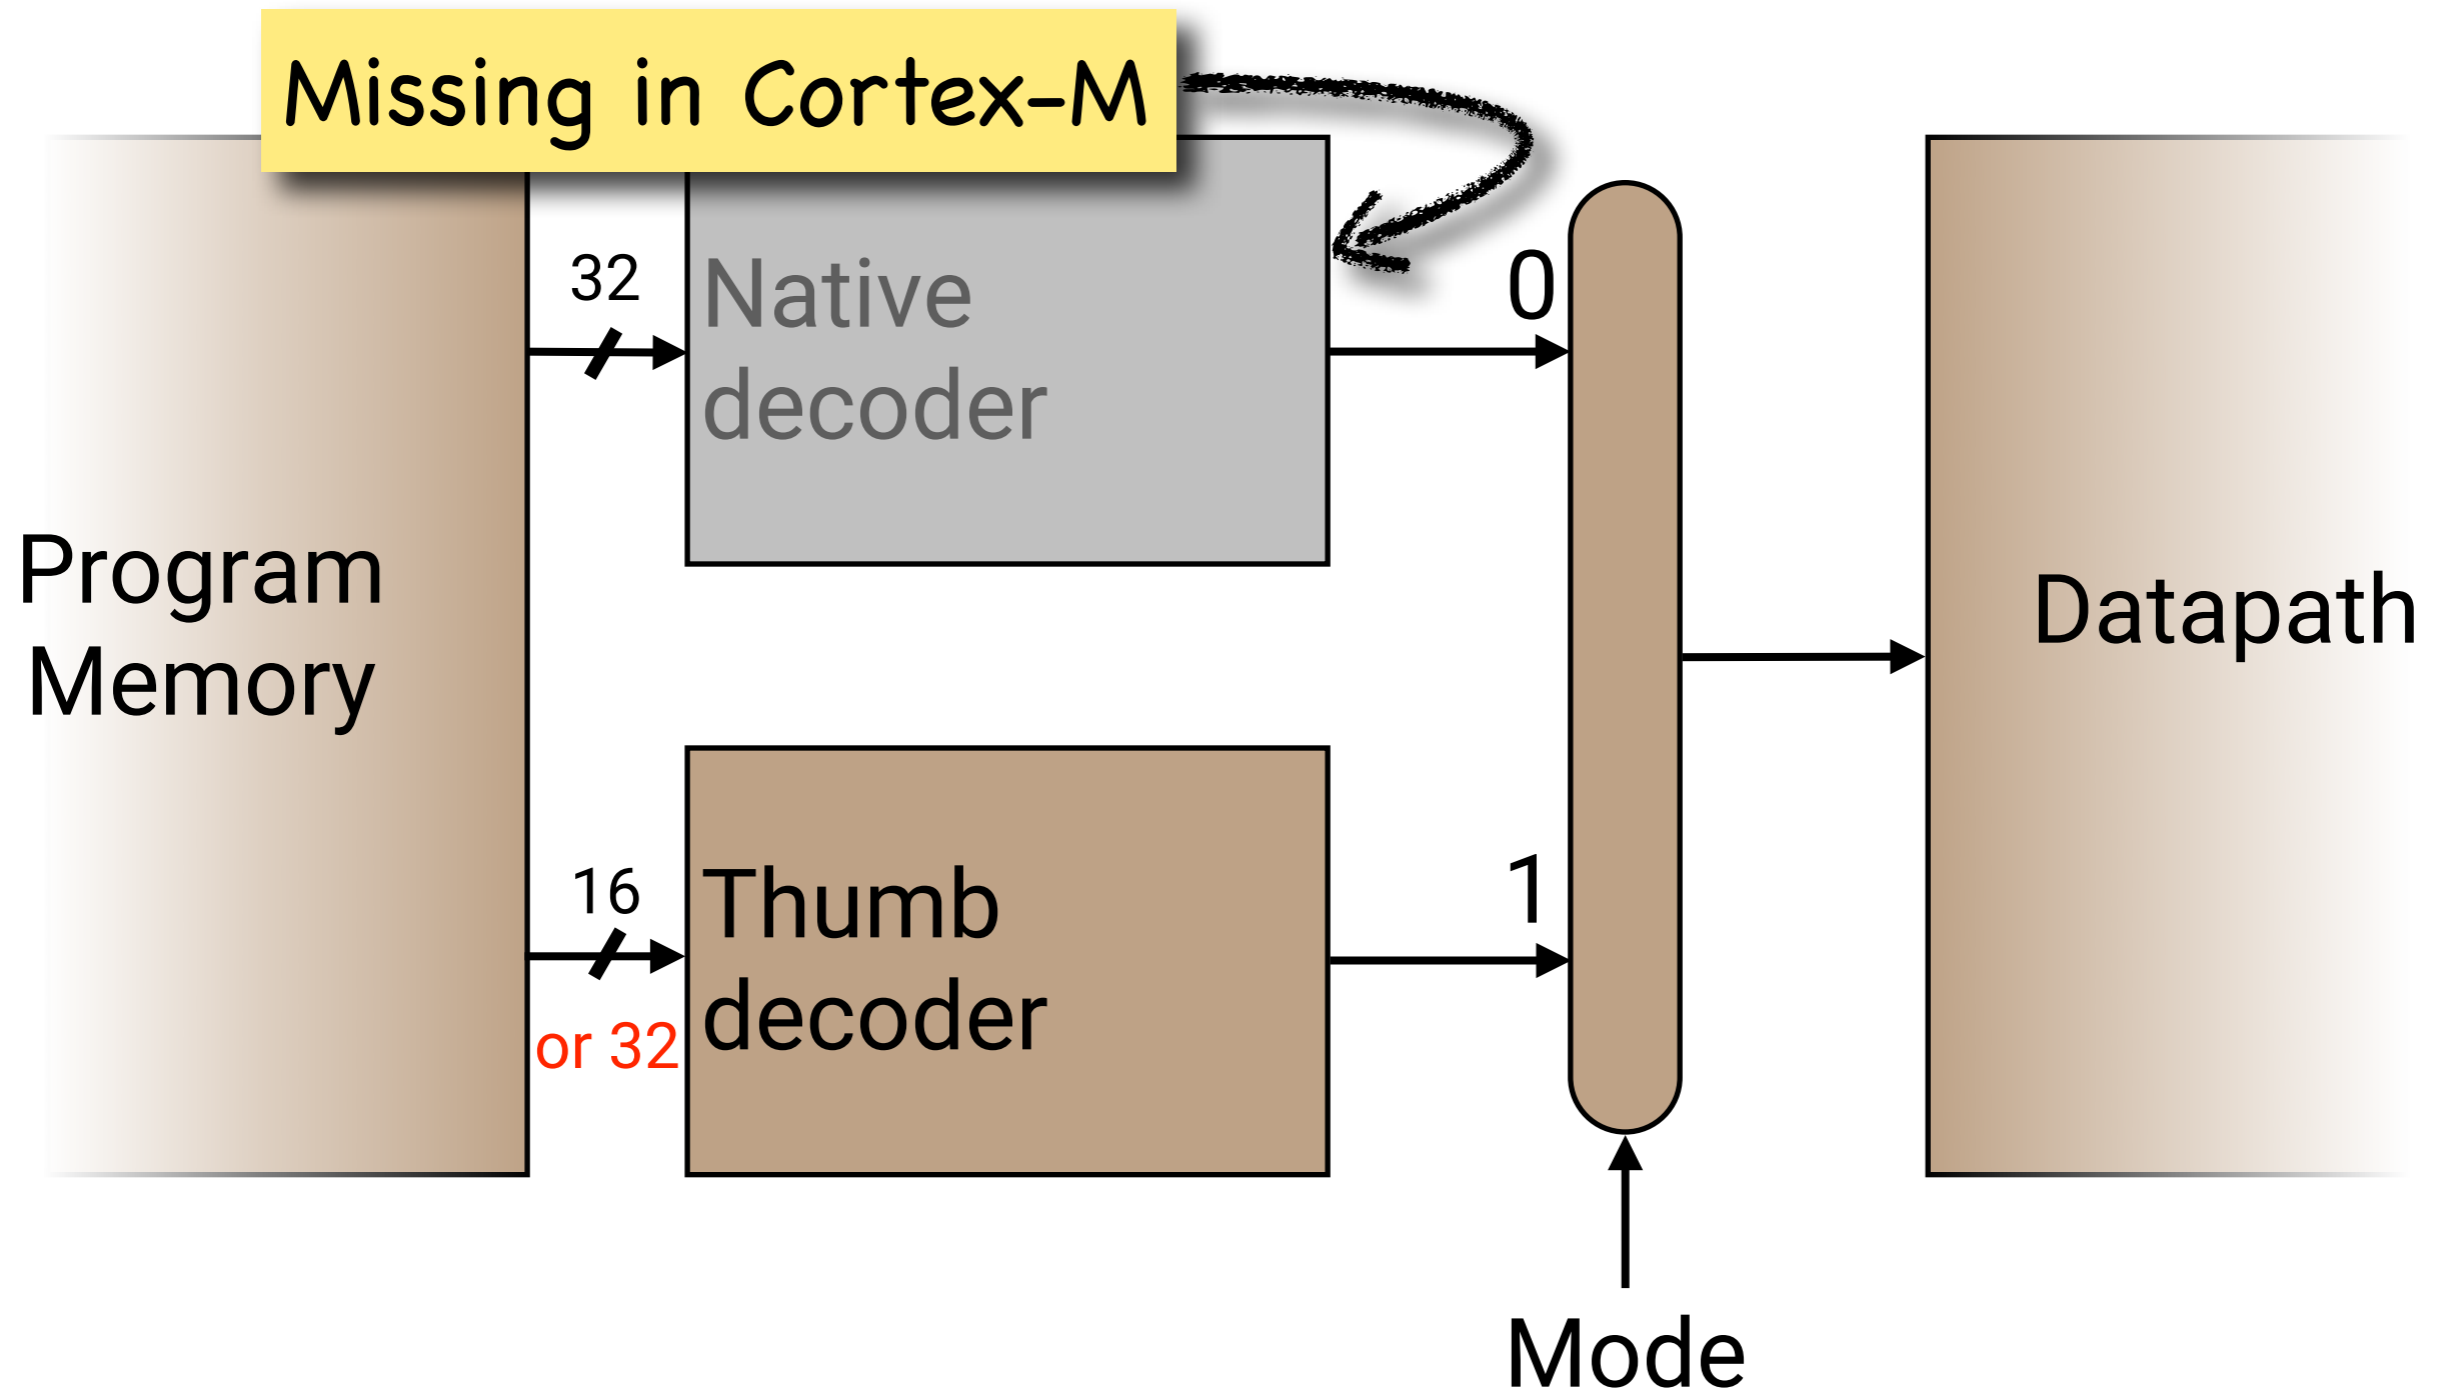 Missing in Cortex-M
32
Native
decoder
0
Program
Memory
Datapath
16
or 32
Thumb
decoder
1
Mode